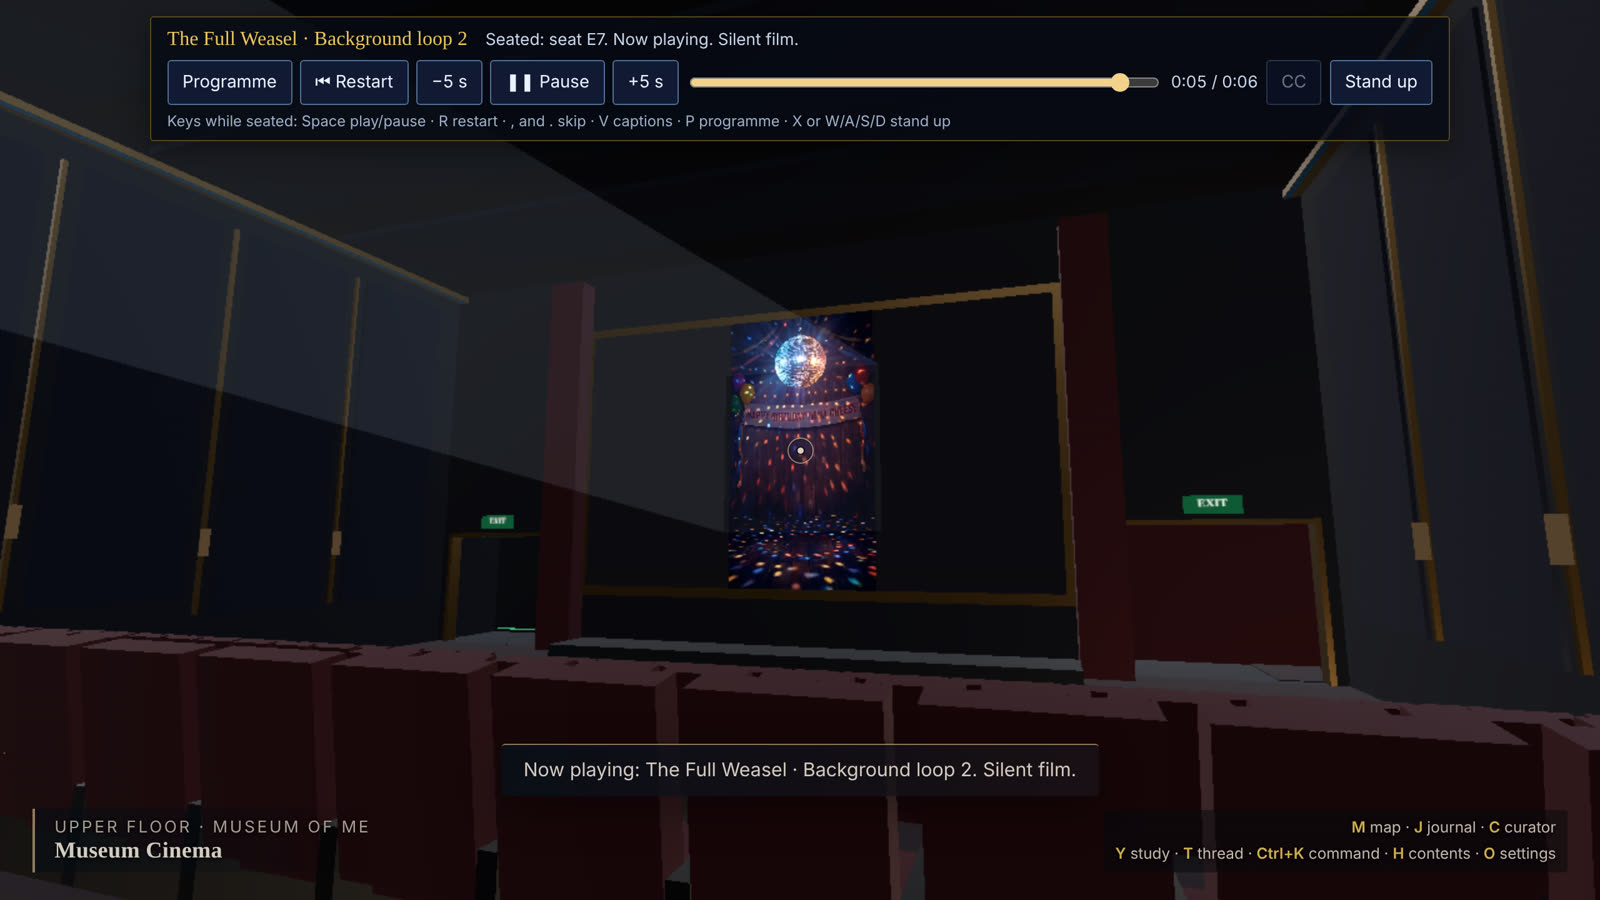 The Full Weasel · Background loop 2 Seated: seat E7. Now playing. Silent film.
Programme ⏮ Restart −5 s ❚❚ Pause +5 s 0:05 / 0:06 CC Stand up
Keys while seated: Space play/pause · R restart · , and . skip · V captions · P programme · X or W/A/S/D stand up
EXIT
EXIT
Now playing: The Full Weasel · Background loop 2. Silent film.
UPPER FLOOR · MUSEUM OF ME
Museum Cinema
M map · J journal · C curator
Y study · T thread · Ctrl+K command · H contents · O settings